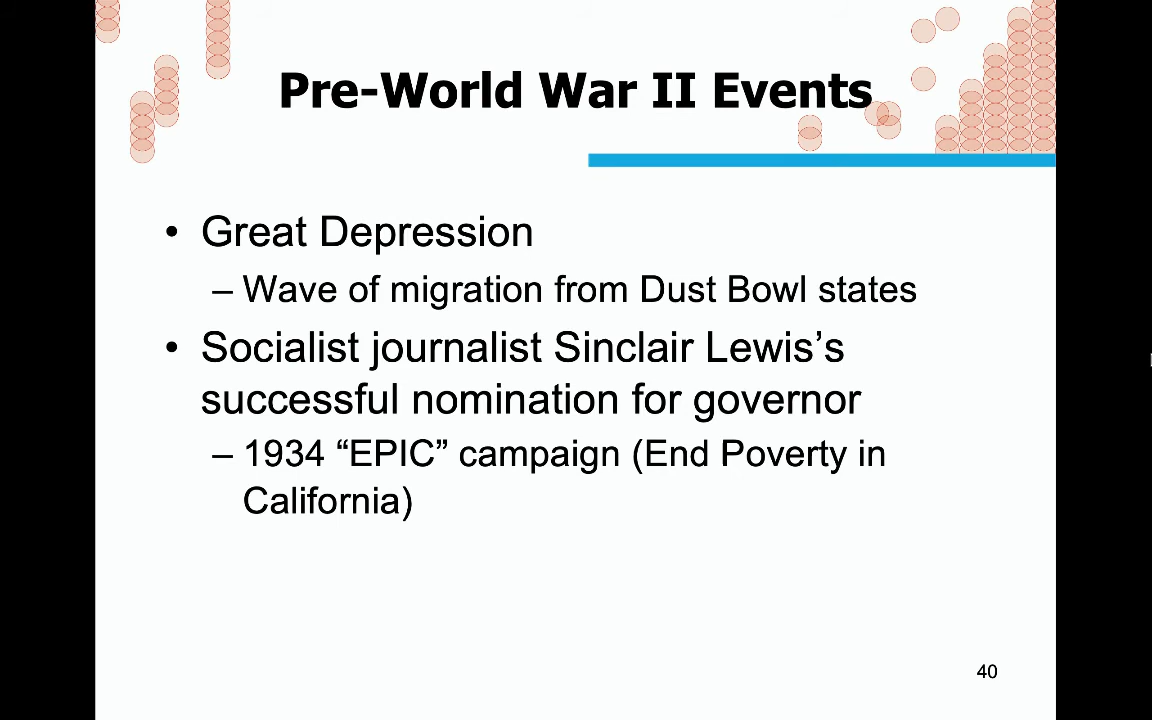 Pre-World War II Events
• Great Depression
– Wave of migration from Dust Bowl states
• Socialist journalist Sinclair Lewis’s
successful nomination for governor
– 1934 “EPIC” campaign (End Poverty in
California)
40